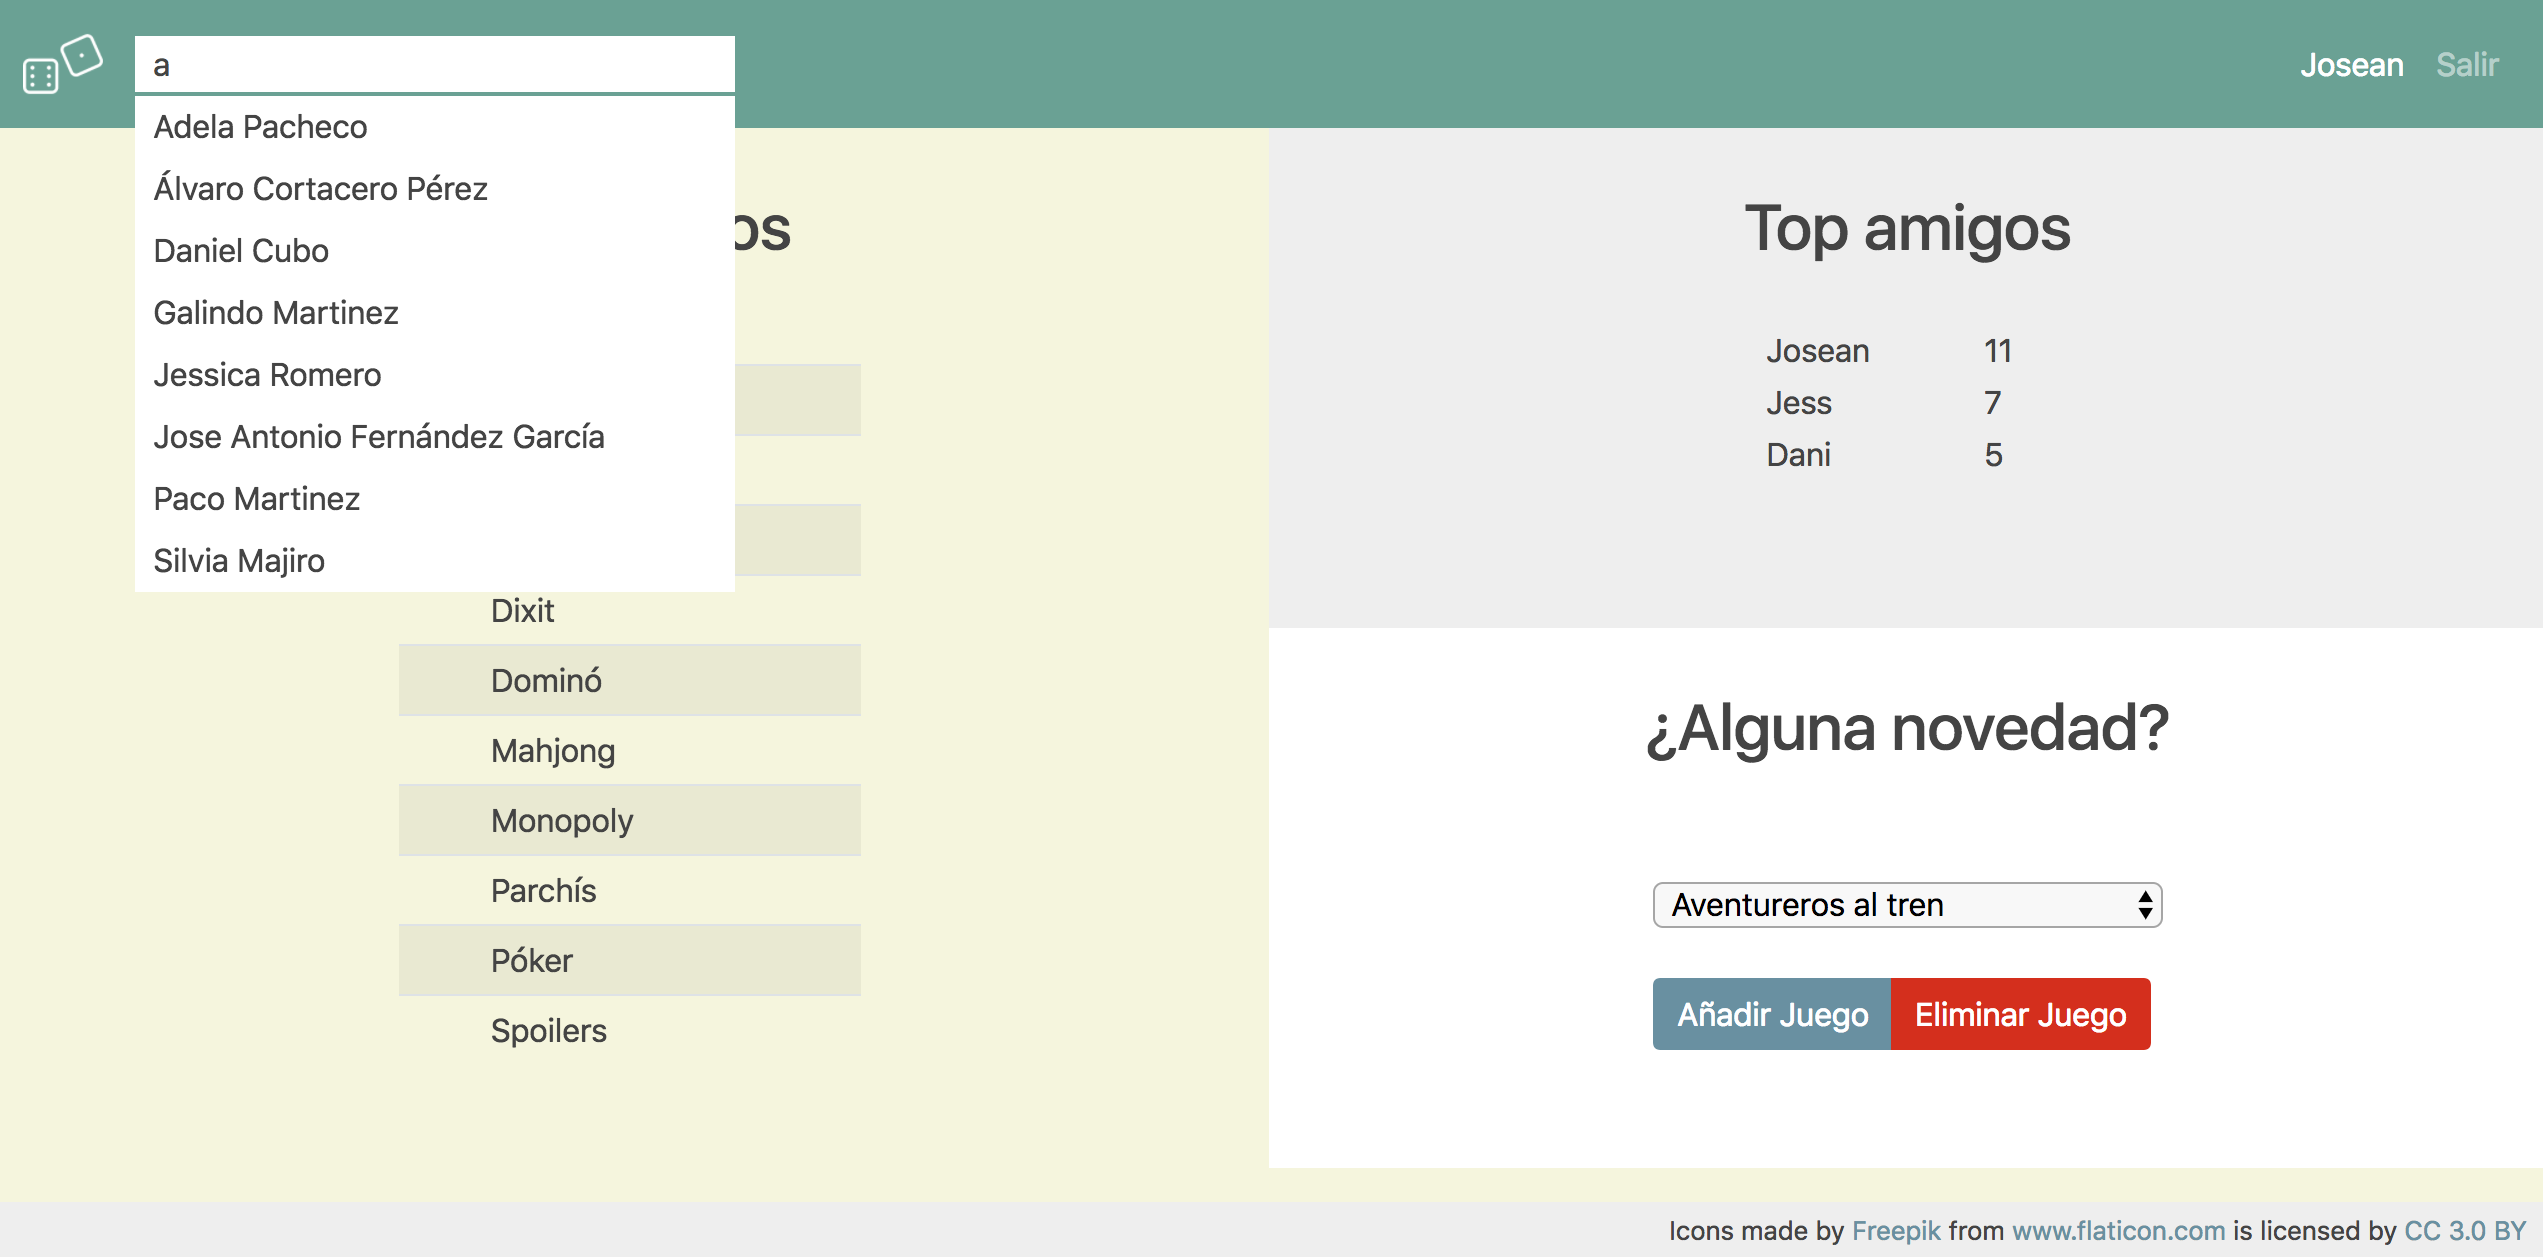 a
Josean Salir
Adela Pacheco
Álvaro Cortacero Pérez
Daniel Cubo
Galindo Martinez
Jessica Romero
Jose Antonio Fernández García
Paco Martinez
Silvia Majiro
Dixit
Dominó
Mahjong
Monopoly
Parchís
Póker
Spoilers
Top amigos
Josean 11
Jess 7
Dani 5
¿Alguna novedad?
Aventureros al tren
Añadir Juego Eliminar Juego
Icons made by Freepik from www.flaticon.com is licensed by CC 3.0 BY